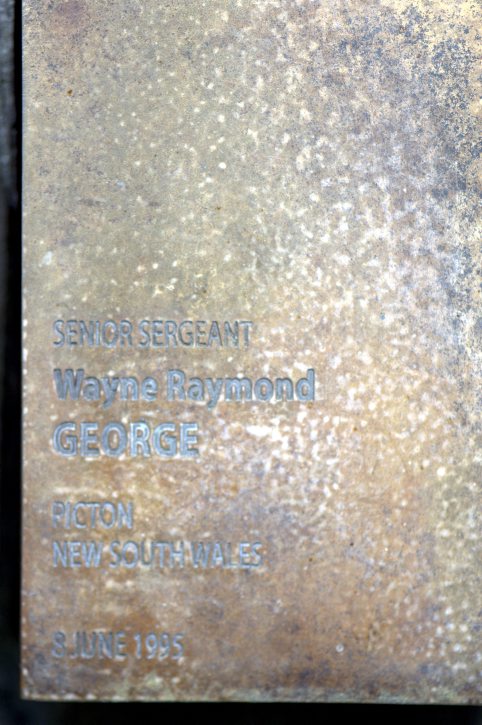 SENIOR SERGEANT
Wayne Raymond
GEORGE
PICTON
NEW SOUTH WALES
8 JUNE 1995